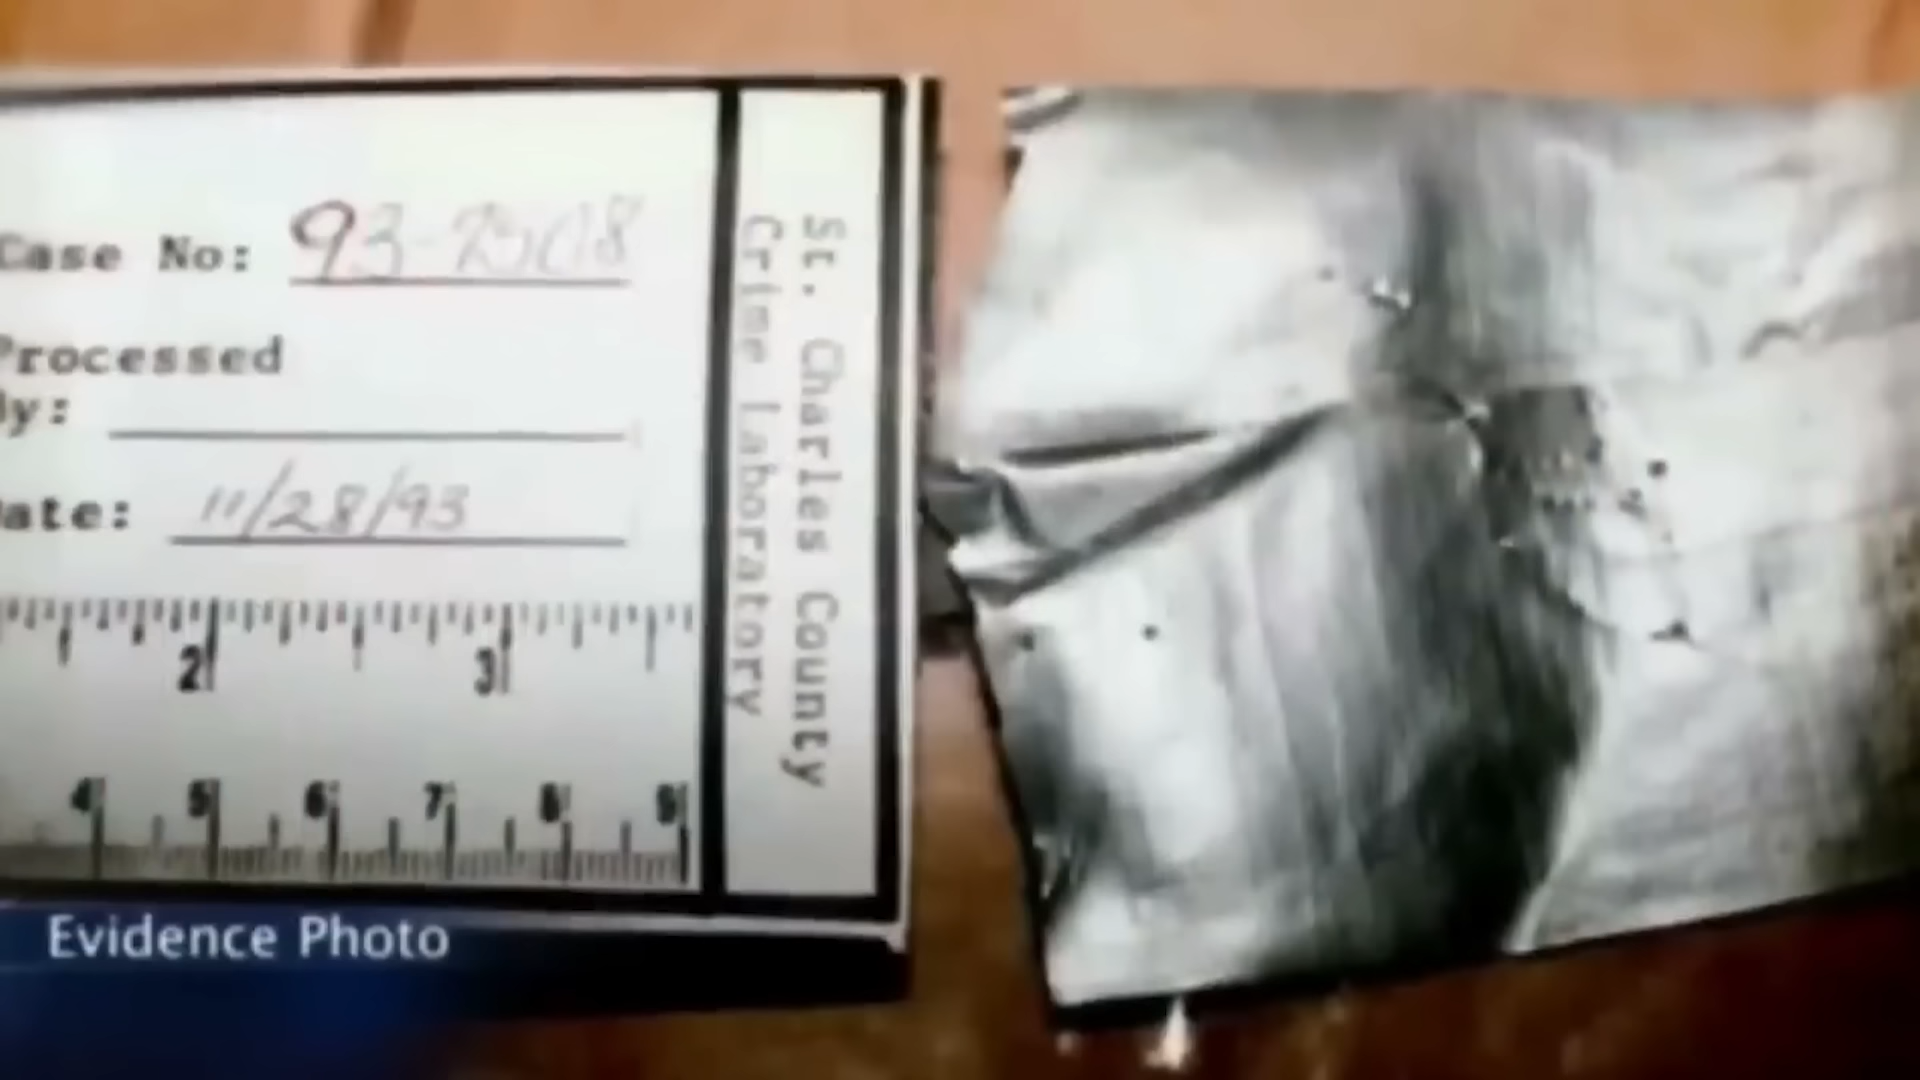 Case No:
Processed
By:
Date: 11/28/93
2 3
4 5 6 7 8 9
St. Charles County
Crime Laboratory
Evidence Photo